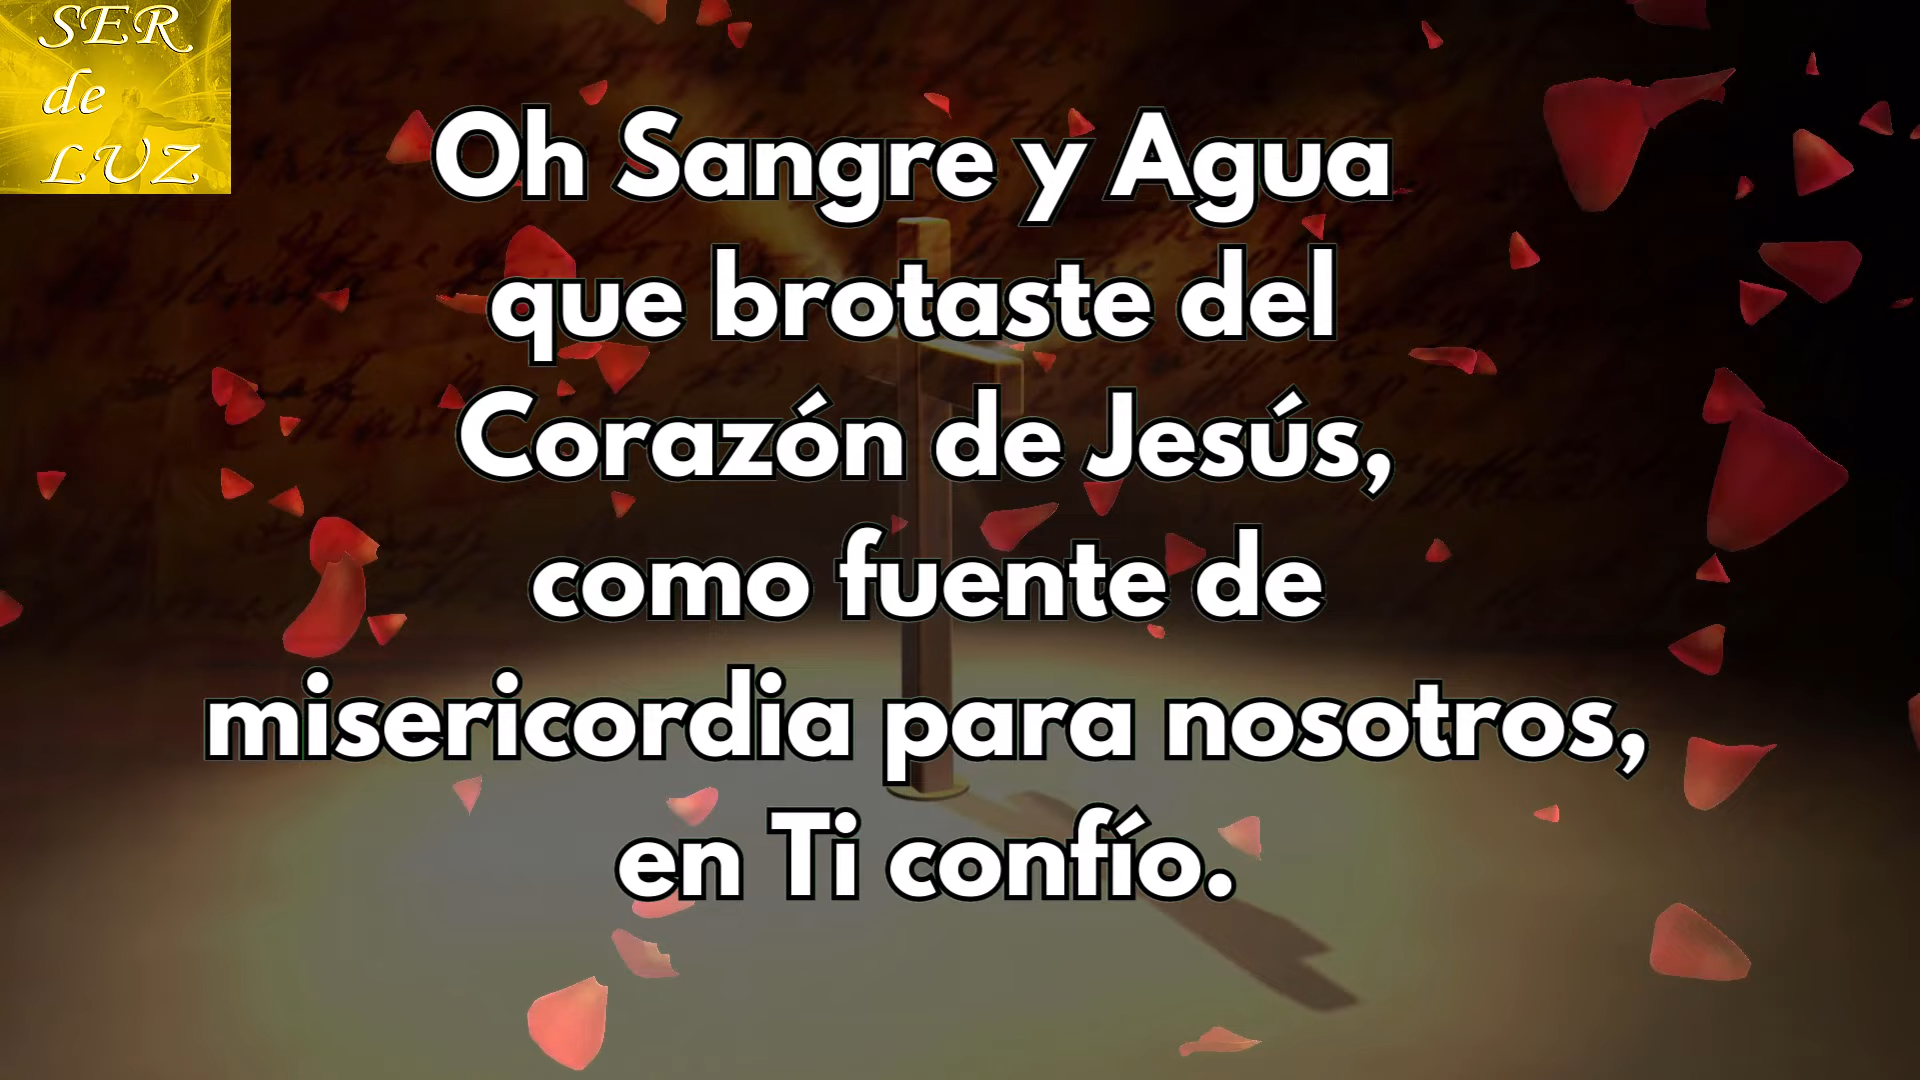 SER
de
LUZ
Oh Sangre y Agua
que brotaste del
Corazón de Jesús,
como fuente de
misericordia para nosotros,
en Ti confío.